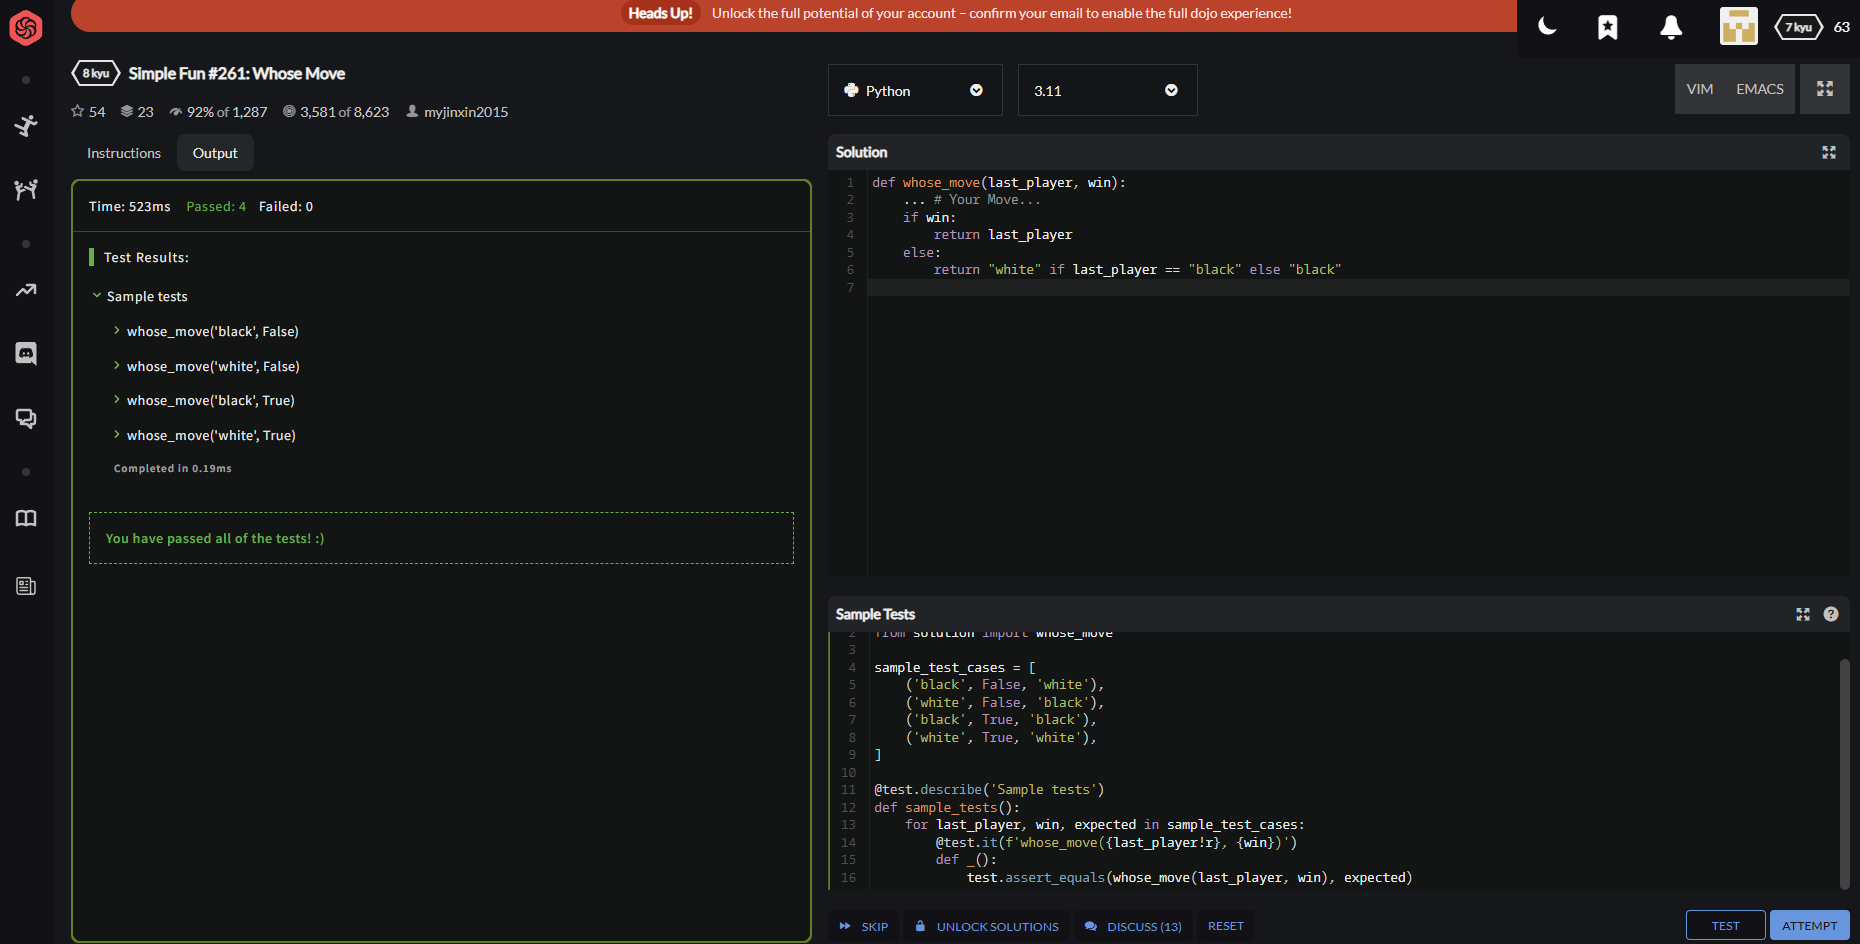 Heads Up! Unlock the full potential of your account – confirm your email to enable the full dojo experience!
7 kyu 63
8 kyu Simple Fun #261: Whose Move
54 23 92% of 1,287 3,581 of 8,623 myjinxin2015
Instructions Output
Time: 523ms Passed: 4 Failed: 0
Test Results:
Sample tests
whose_move('black', False)
whose_move('white', False)
whose_move('black', True)
whose_move('white', True)
Completed in 0.19ms
You have passed all of the tests! :)
Python 3.11 VIM EMACS
Solution
1 def whose_move(last_player, win):
2 ... # Your Move...
3 if win:
4 return last_player
5 else:
6 return "white" if last_player == "black" else "black"
7
Sample Tests
2 from solution import whose_move
3
4 sample_test_cases = [
5 ('black', False, 'white'),
6 ('white', False, 'black'),
7 ('black', True, 'black'),
8 ('white', True, 'white'),
9 ]
10
11 @test.describe('Sample tests')
12 def sample_tests():
13 for last_player, win, expected in sample_test_cases:
14 @test.it(f'whose_move({last_player!r}, {win})')
15 def _():
16 test.assert_equals(whose_move(last_player, win), expected)
SKIP UNLOCK SOLUTIONS DISCUSS (13) RESET TEST ATTEMPT